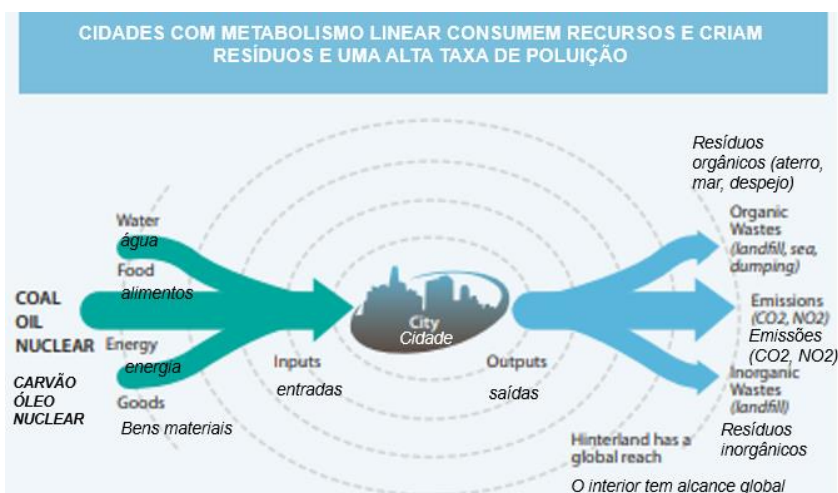 CIDADES COM METABOLISMO LINEAR CONSUMEM RECURSOS E CRIAM
RESÍDUOS E UMA ALTA TAXA DE POLUIÇÃO
Resíduos
orgânicos (aterro,
mar, despejo)
Water
água
Food
alimentos
COAL
OIL
NUCLEAR
Energy
energia
CARVÃO
ÓLEO
NUCLEAR
Goods
Bens materiais
Inputs
entradas
City
Cidade
Outputs
saídas
Organic
Wastes
(landfill, sea,
dumping)
Emissions
(CO2, NO2)
Emissões
(CO2, NO2)
Inorganic
Wastes
(landfill)
Resíduos
inorgânicos
Hinterland has a
global reach
O interior tem alcance global